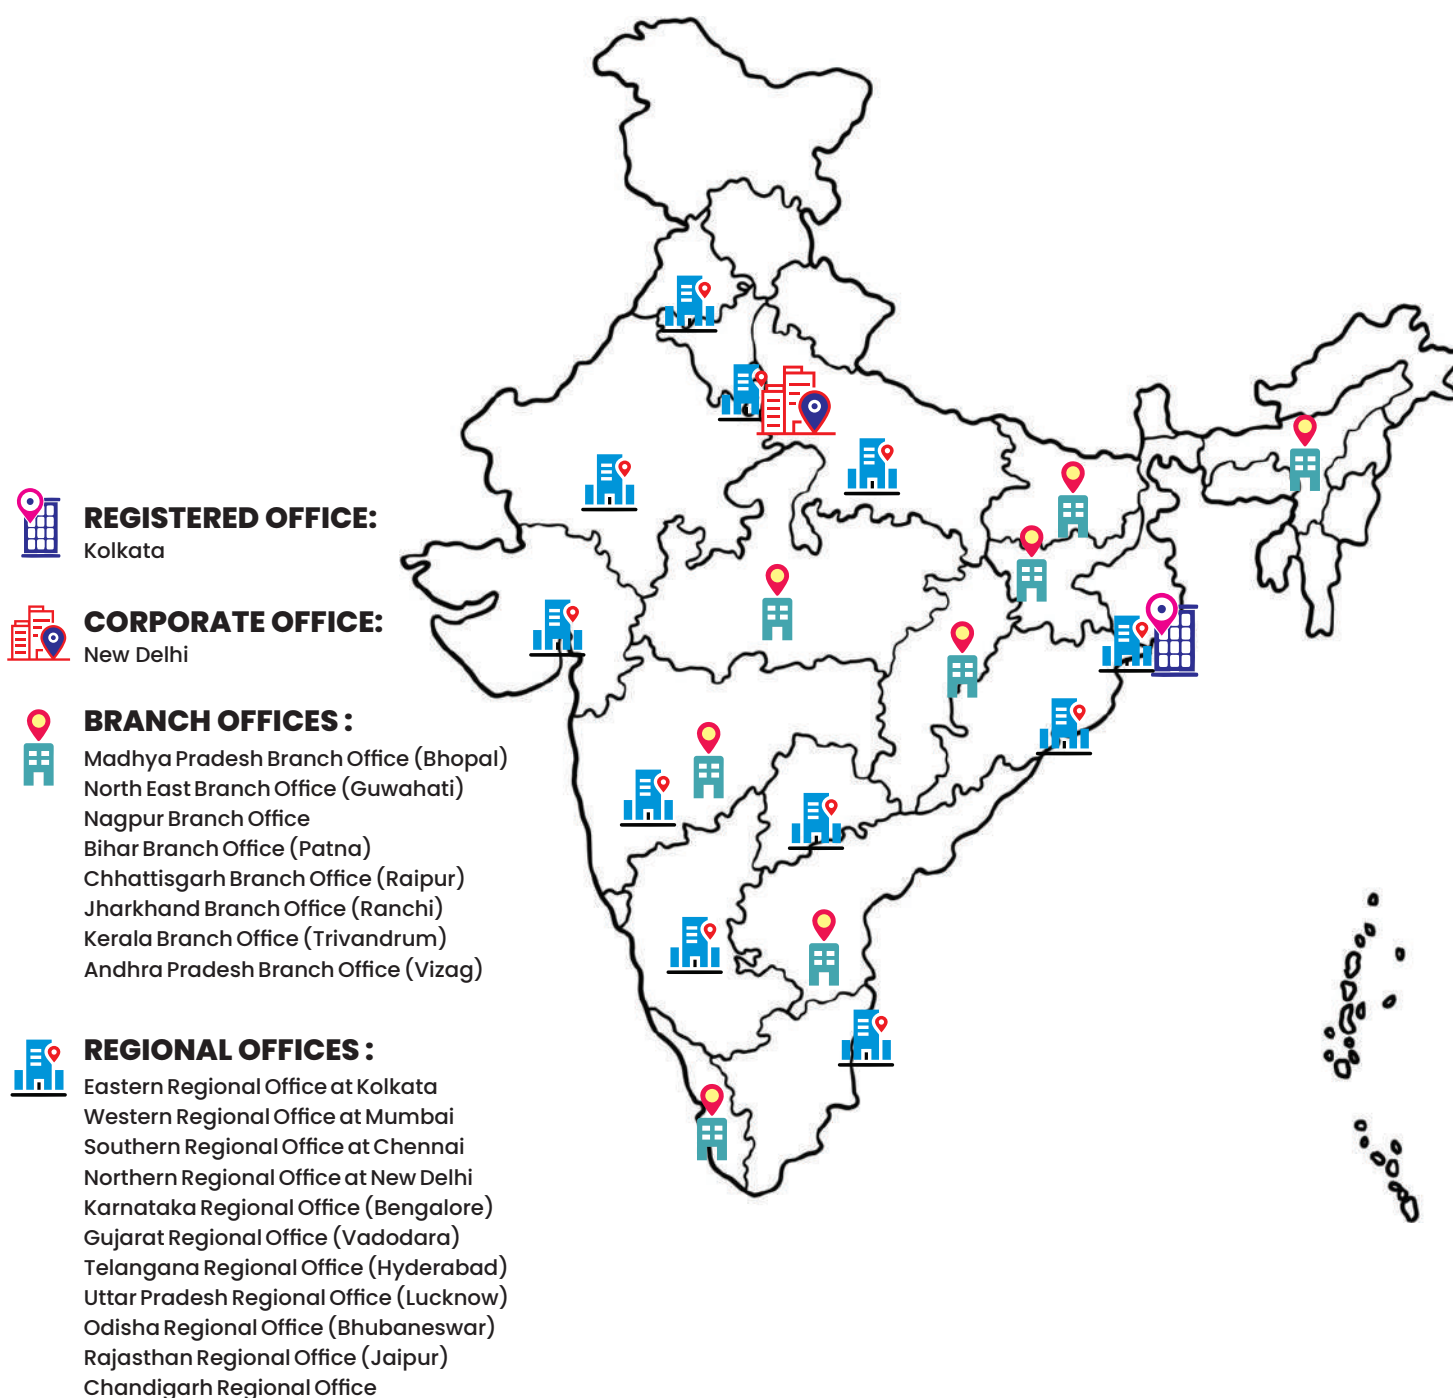 REGISTERED OFFICE:
Kolkata
CORPORATE OFFICE:
New Delhi
BRANCH OFFICES :
Madhya Pradesh Branch Office (Bhopal)
North East Branch Office (Guwahati)
Nagpur Branch Office
Bihar Branch Office (Patna)
Chhattisgarh Branch Office (Raipur)
Jharkhand Branch Office (Ranchi)
Kerala Branch Office (Trivandrum)
Andhra Pradesh Branch Office (Vizag)
REGIONAL OFFICES :
Eastern Regional Office at Kolkata
Western Regional Office at Mumbai
Southern Regional Office at Chennai
Northern Regional Office at New Delhi
Karnataka Regional Office (Bengalore)
Gujarat Regional Office (Vadodara)
Telangana Regional Office (Hyderabad)
Uttar Pradesh Regional Office (Lucknow)
Odisha Regional Office (Bhubaneswar)
Rajasthan Regional Office (Jaipur)
Chandigarh Regional Office